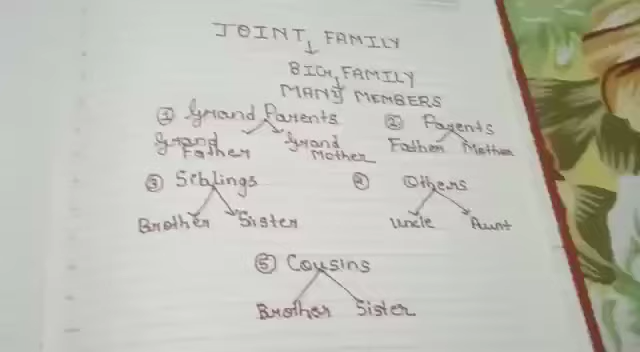 JOINT FAMILY
BIG FAMILY
MANY MEMBERS
① Grand Parents
Grand Father Grand Mother
② Parents
Father Mother
③ Siblings
Brother Sister
④ Others
Uncle Aunt
⑤ Cousins
Brother Sister